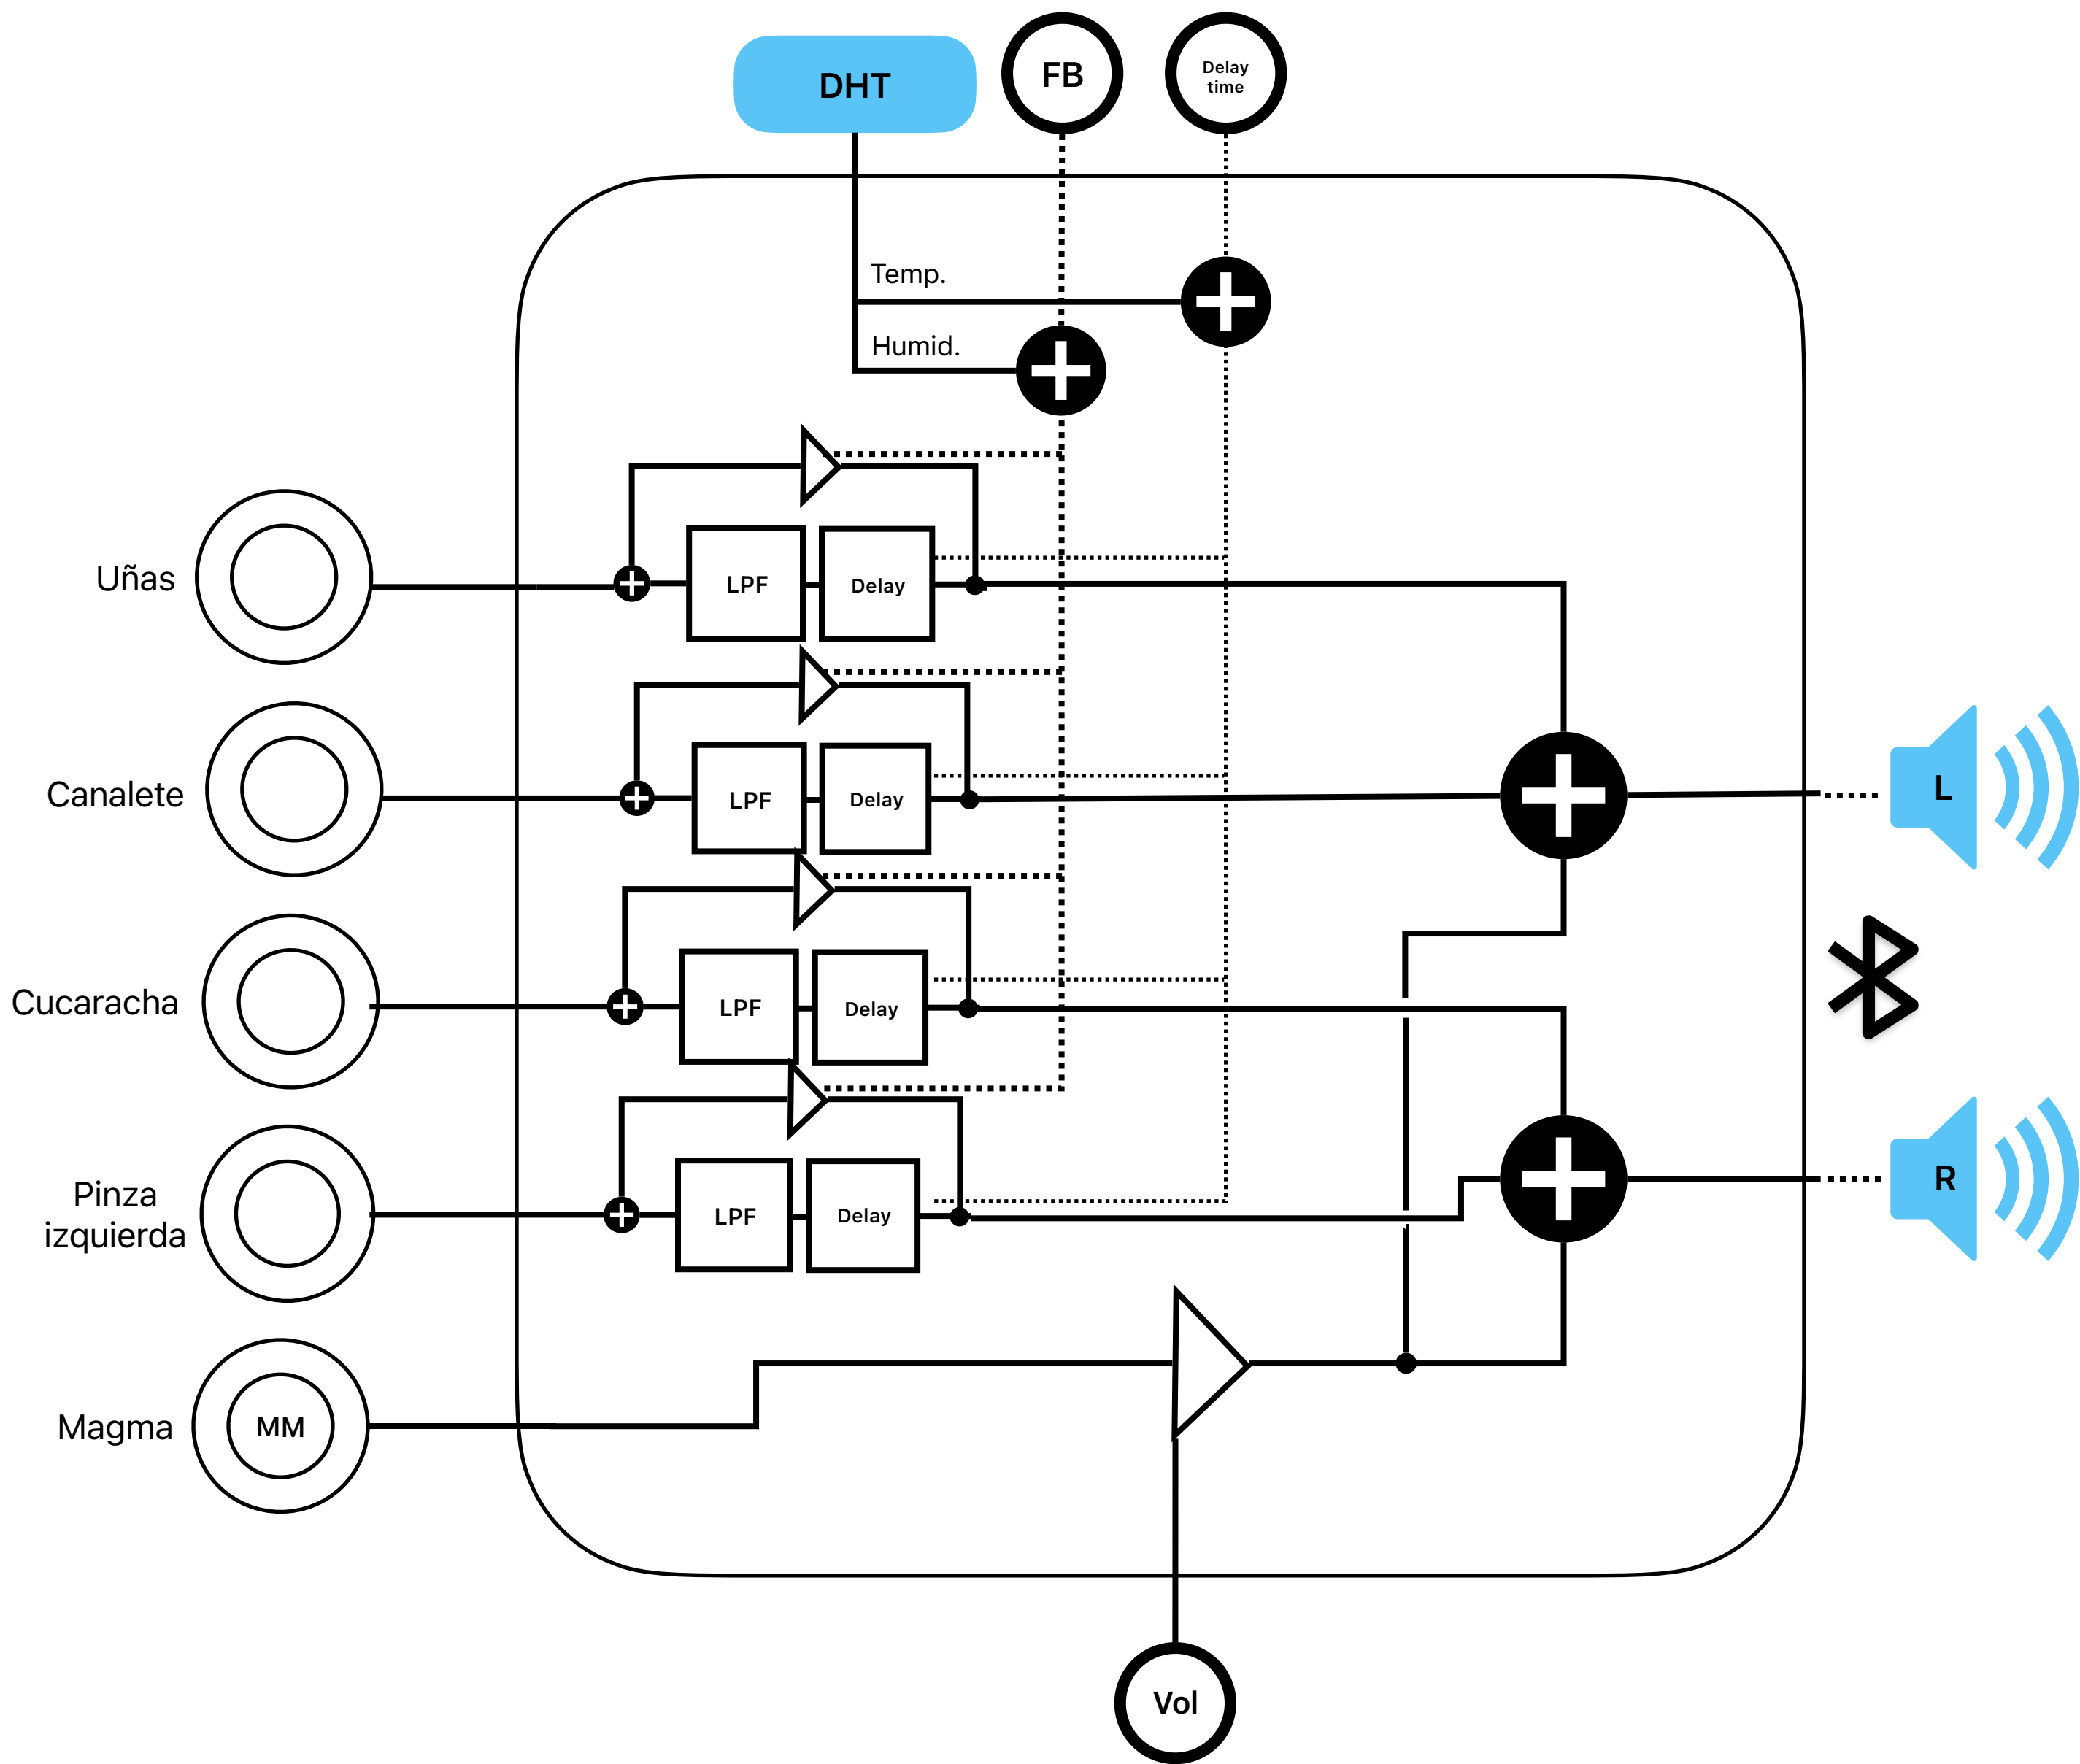 DHT
FB
Delay
time
Temp.
Humid.
Uñas
LPF
Delay
Canalete
LPF
Delay
L
Cucaracha
LPF
Delay
Pinza
izquierda
LPF
Delay
R
Magma
MM
Vol